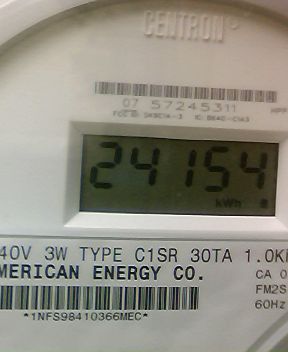 CENTRON®
07 57245311
24154
kWh
40V 3W TYPE C1SR 30TA 1.0K
MERICAN ENERGY CO.
CA 0
FM2S
60Hz
*1NFS98410366MEC*